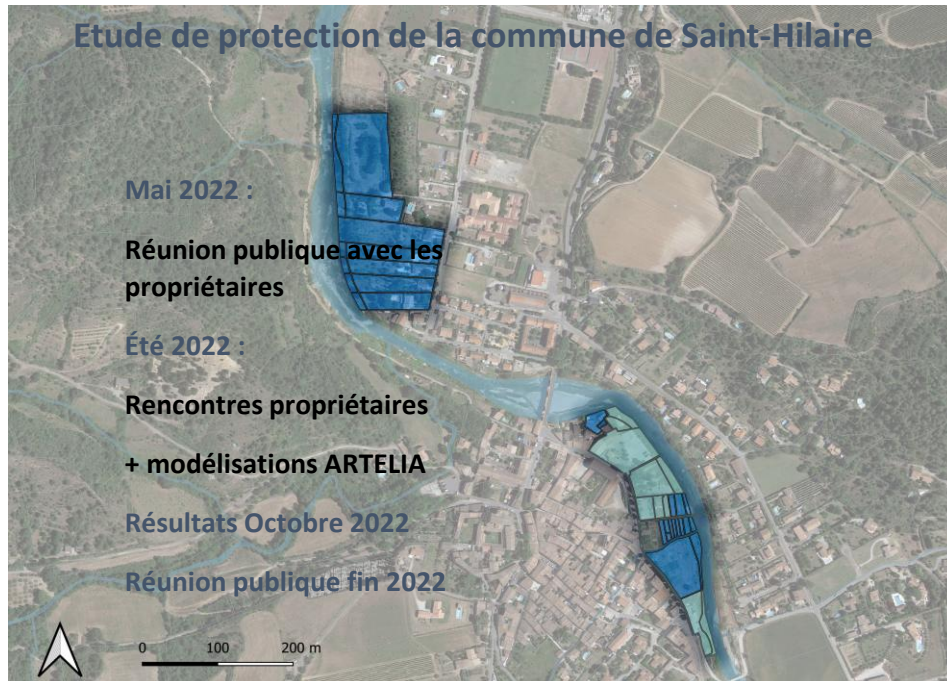 Etude de protection de la commune de Saint-Hilaire
Mai 2022 :
Réunion publique avec les
propriétaires
Été 2022 :
Rencontres propriétaires
+ modélisations ARTELIA
Résultats Octobre 2022
Réunion publique fin 2022
0 100 200 m